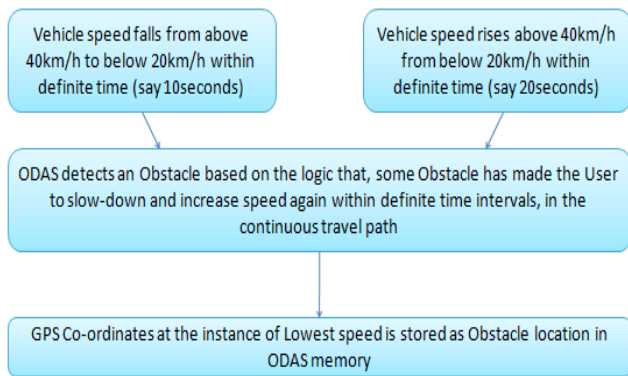 Vehicle speed falls from above
40km/h to below 20km/h within
definite time (say 10seconds)
Vehicle speed rises above 40km/h
from below 20km/h within
definite time (say 20seconds)
ODAS detects an Obstacle based on the logic that, some Obstacle has made the User
to slow-down and increase speed again within definite time intervals, in the
continuous travel path
GPS Co-ordinates at the instance of Lowest speed is stored as Obstacle location in
ODAS memory